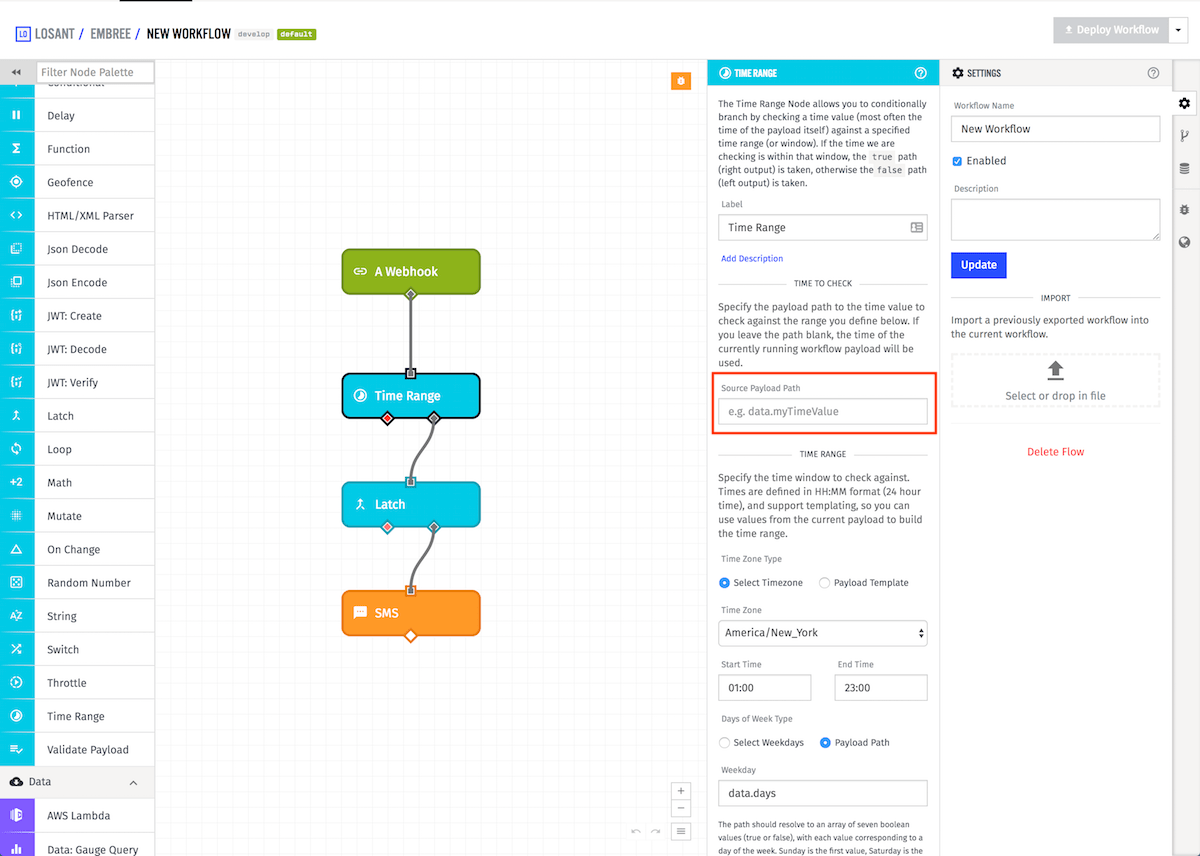 LO LOSANT / EMBREE / NEW WORKFLOW develop default
Deploy Workflow
Filter Node Palette
Conditional
Delay
Function
Geofence
HTML/XML Parser
Json Decode
Json Encode
JWT: Create
JWT: Decode
JWT: Verify
Latch
Loop
+2 Math
Mutate
On Change
Random Number
String
Switch
Throttle
Time Range
Validate Payload
Data
AWS Lambda
Data: Gauge Query
A Webhook
Time Range
Latch
SMS
TIME RANGE
The Time Range Node allows you to conditionally
branch by checking a time value (most often the
time of the payload itself) against a specified
time range (or window). If the time we are
checking is within that window, the true path
(right output) is taken, otherwise the false path
(left output) is taken.
Label
Time Range
Add Description
TIME TO CHECK
Specify the payload path to the time value to
check against the range you define below. If
you leave the path blank, the time of the
currently running workflow payload will be
used.
Source Payload Path
e.g. data.myTimeValue
TIME RANGE
Specify the time window to check against.
Times are defined in HH:MM format (24 hour
time), and support templating, so you can
use values from the current payload to build
the time range.
Time Zone Type
Select Timezone Payload Template
Time Zone
America/New_York
Start Time End Time
01:00 23:00
Days of Week Type
Select Weekdays Payload Path
Weekday
data.days
The path should resolve to an array of seven boolean
values (true or false), with each value corresponding to a
day of the week. Sunday is the first value, Saturday is the
SETTINGS
Workflow Name
New Workflow
Enabled
Description
Update
IMPORT
Import a previously exported workflow into
the current workflow.
Select or drop in file
Delete Flow